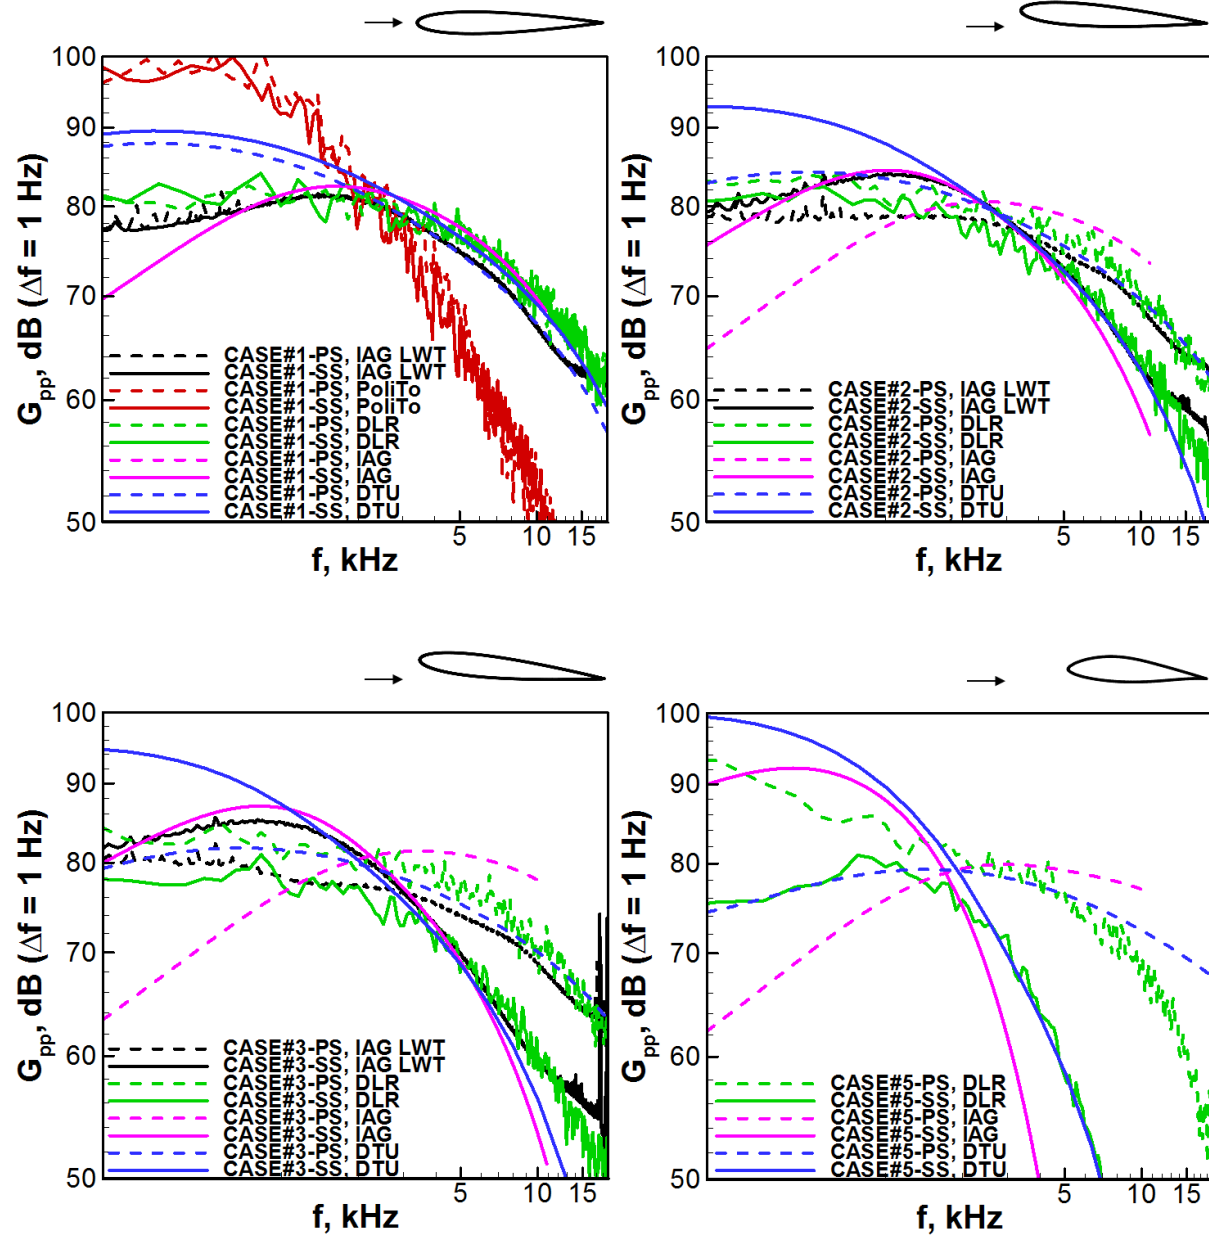 100
90
80
70
60
50
G_pp, dB (Δf = 1 Hz)
CASE#1-PS, IAG LWT
CASE#1-SS, IAG LWT
CASE#1-PS, PoliTo
CASE#1-SS, PoliTo
CASE#1-PS, DLR
CASE#1-SS, DLR
CASE#1-PS, IAG
CASE#1-SS, IAG
CASE#1-PS, DTU
CASE#1-SS, DTU
5 10 15
f, kHz
100
90
80
70
60
50
G_pp, dB (Δf = 1 Hz)
CASE#2-PS, IAG LWT
CASE#2-SS, IAG LWT
CASE#2-PS, DLR
CASE#2-SS, DLR
CASE#2-PS, IAG
CASE#2-SS, IAG
CASE#2-PS, DTU
CASE#2-SS, DTU
5 10 15
f, kHz
100
90
80
70
60
50
G_pp, dB (Δf = 1 Hz)
CASE#3-PS, IAG LWT
CASE#3-SS, IAG LWT
CASE#3-PS, DLR
CASE#3-SS, DLR
CASE#3-PS, IAG
CASE#3-SS, IAG
CASE#3-PS, DTU
CASE#3-SS, DTU
5 10 15
f, kHz
100
90
80
70
60
50
G_pp, dB (Δf = 1 Hz)
CASE#5-PS, DLR
CASE#5-SS, DLR
CASE#5-PS, IAG
CASE#5-SS, IAG
CASE#5-PS, DTU
CASE#5-SS, DTU
5 10 15
f, kHz